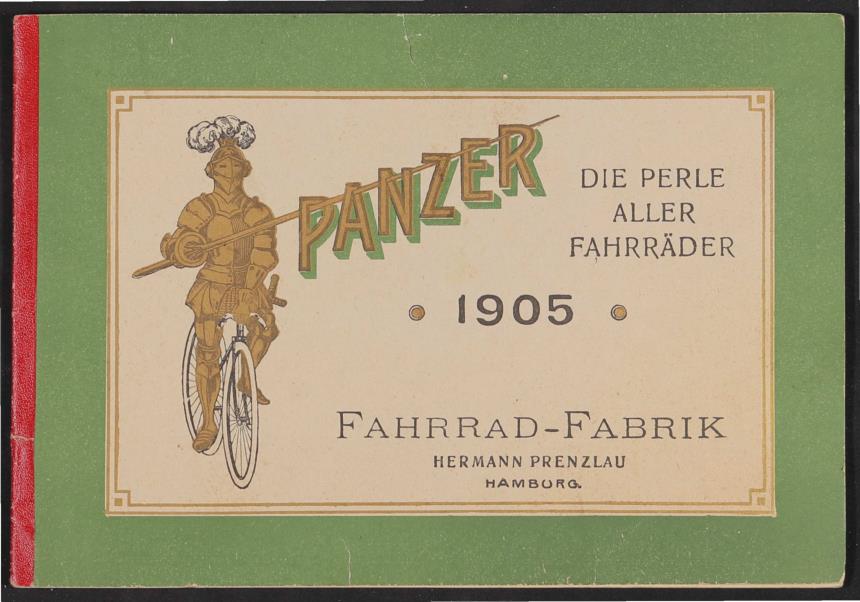 PANZER
DIE PERLE
ALLER
FAHRRÄDER
1905
FAHRRAD-FABRIK
HERMANN PRENZLAU
HAMBURG.